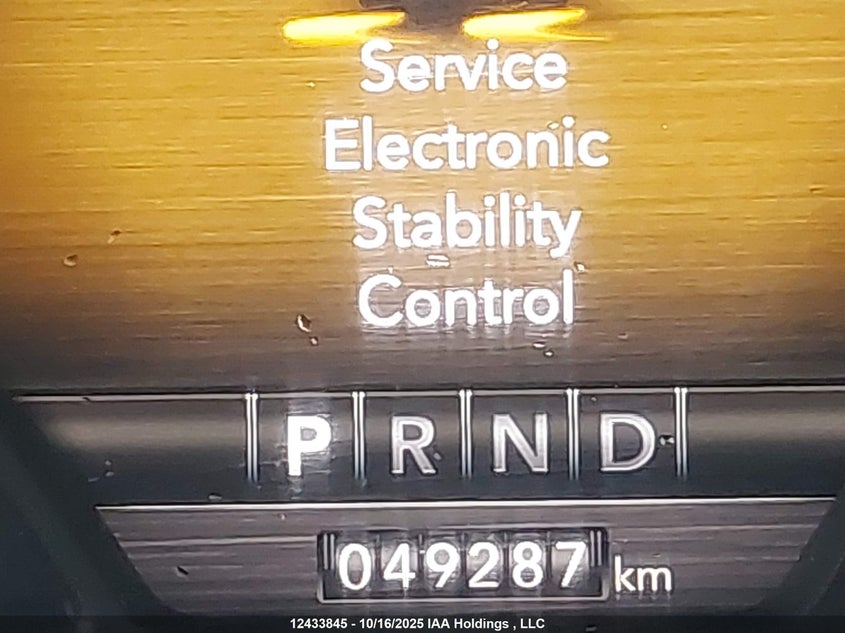 Service
Electronic
Stability
Control
P R N D
049287 km
12433845 - 10/16/2025 IAA Holdings , LLC